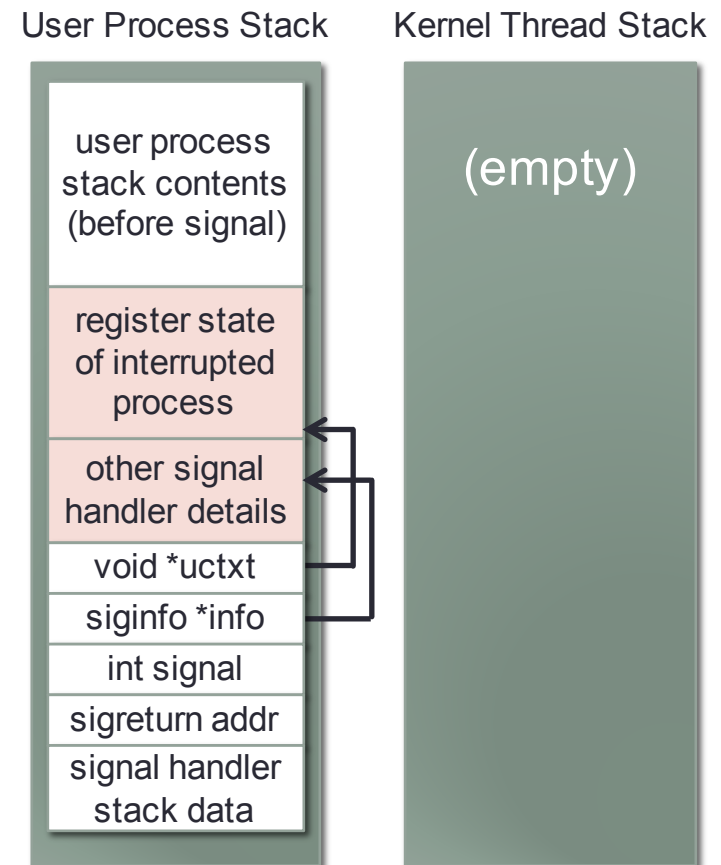 User Process Stack
Kernel Thread Stack
user process
stack contents
(before signal)
register state
of interrupted
process
other signal
handler details
void *uctxt
siginfo *info
int signal
sigreturn addr
signal handler
stack data
(empty)